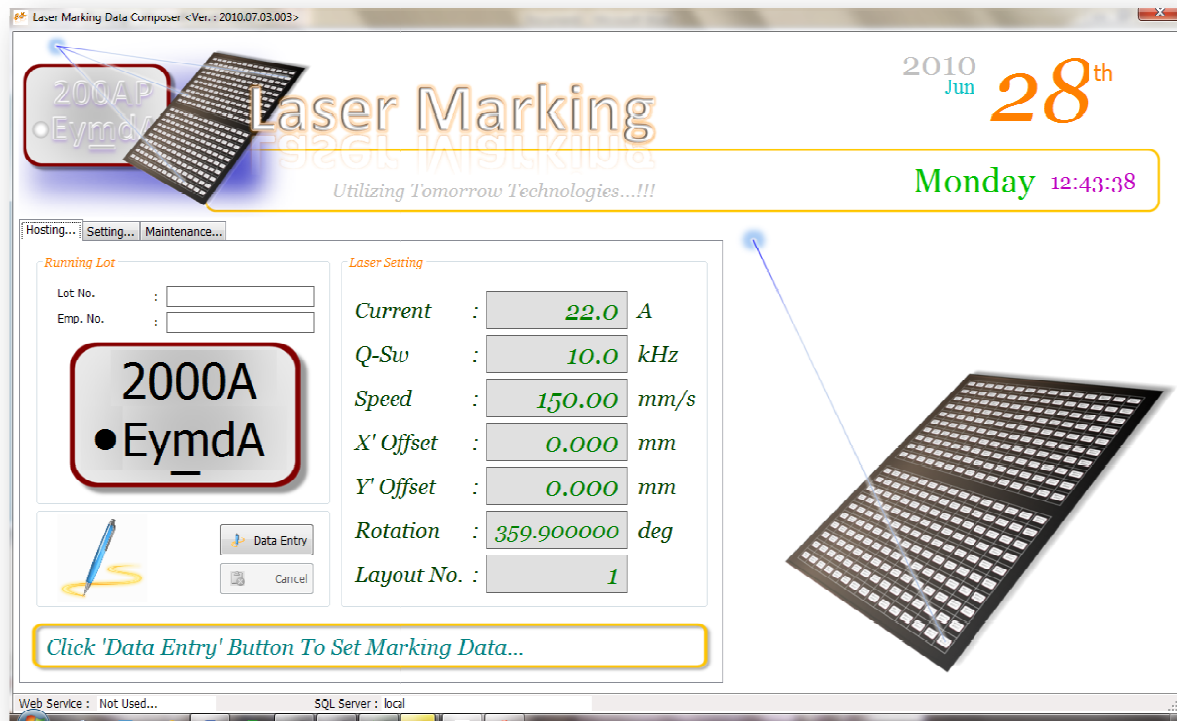 Laser Marking Data Composer <Ver. : 2010.07.03.003>
200AP
●EymdA
Laser Marking
Utilizing Tomorrow Technologies...!!!
2010
Jun
28th
Monday 12:43:38
Hosting... Setting... Maintenance...
Running Lot
Lot No. :
Emp. No. :
2000A
●EymdA
Data Entry
Cancel
Laser Setting
Current : 22.0 A
Q-Sw : 10.0 kHz
Speed : 150.00 mm/s
X' Offset : 0.000 mm
Y' Offset : 0.000 mm
Rotation : 359.900000 deg
Layout No. : 1
Click 'Data Entry' Button To Set Marking Data...
Web Service : Not Used... SQL Server : local